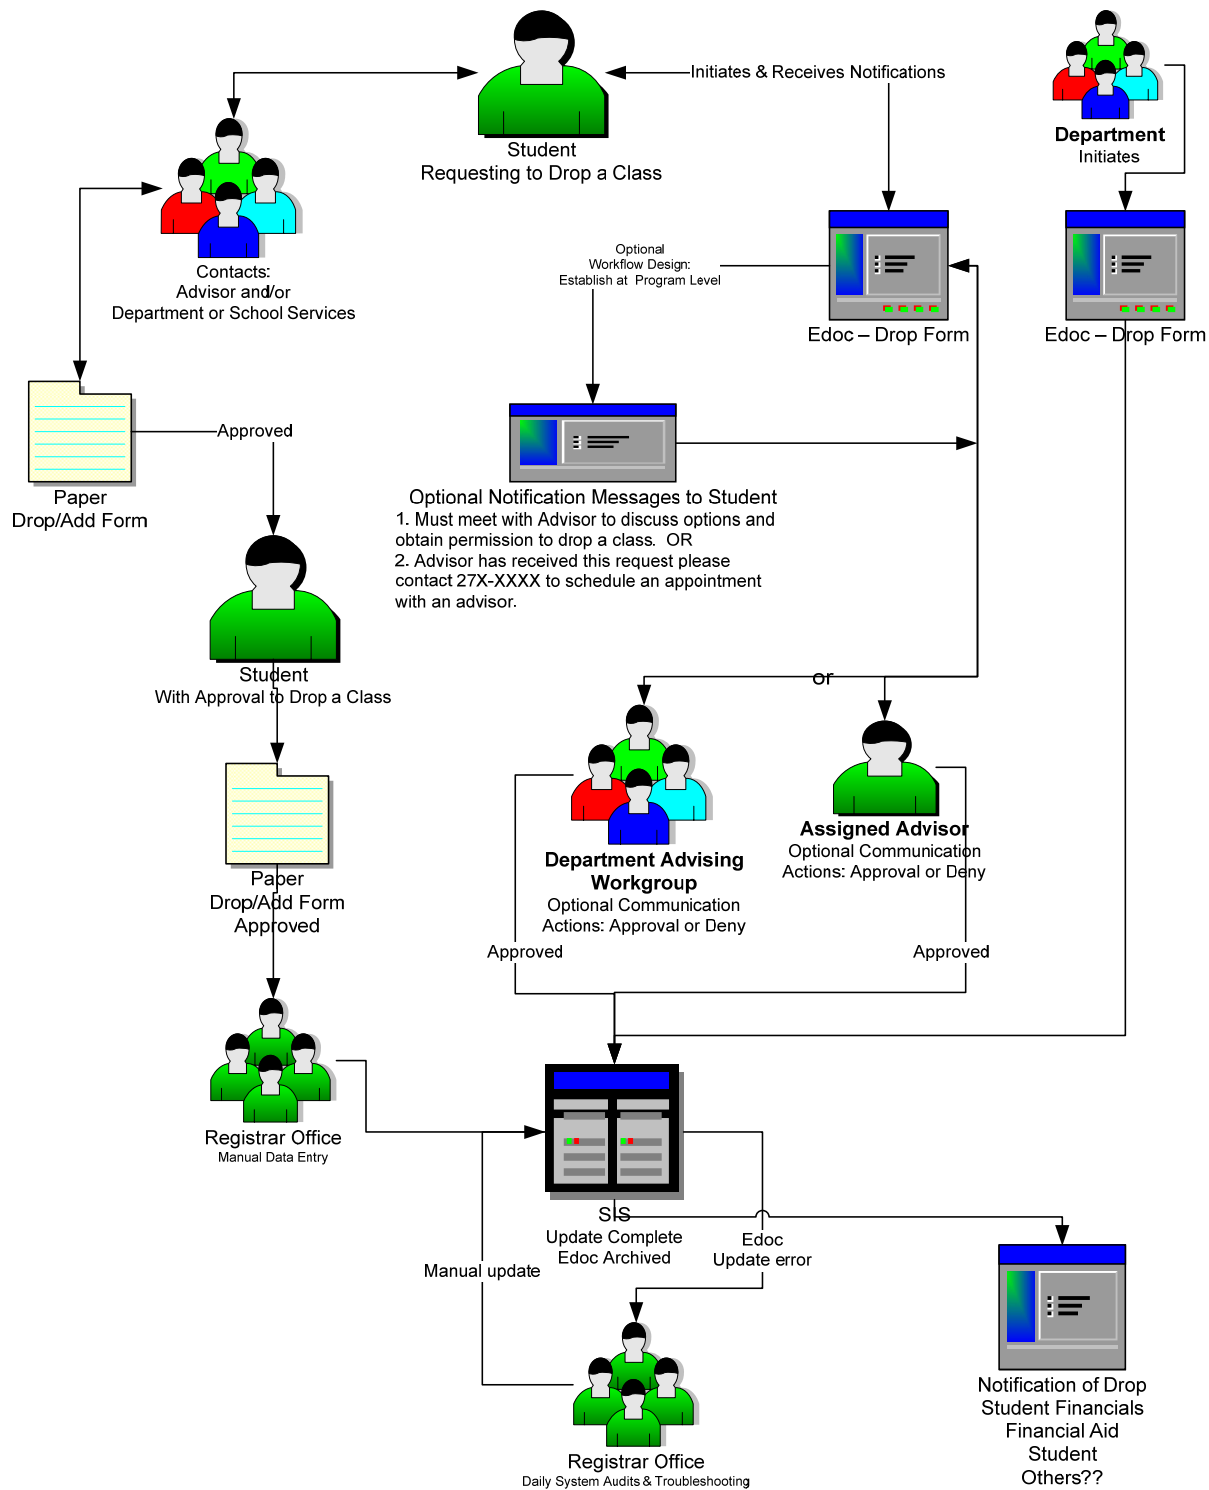 Initiates & Receives Notifications
Student
Requesting to Drop a Class
Department
Initiates
Contacts:
Advisor and/or
Department or School Services
Optional
Workflow Design:
Establish at Program Level
Edoc – Drop Form
Edoc – Drop Form
Approved
Paper
Drop/Add Form
Optional Notification Messages to Student
1. Must meet with Advisor to discuss options and
obtain permission to drop a class. OR
2. Advisor has received this request please
contact 27X-XXXX to schedule an appointment
with an advisor.
Student
With Approval to Drop a Class
or
Assigned Advisor
Optional Communication
Actions: Approval or Deny
Department Advising
Workgroup
Optional Communication
Actions: Approval or Deny
Paper
Drop/Add Form
Approved
Approved
Approved
Registrar Office
Manual Data Entry
SIS
Update Complete
Edoc Archived
Edoc
Update error
Manual update
Notification of Drop
Student Financials
Financial Aid
Student
Others??
Registrar Office
Daily System Audits & Troubleshooting